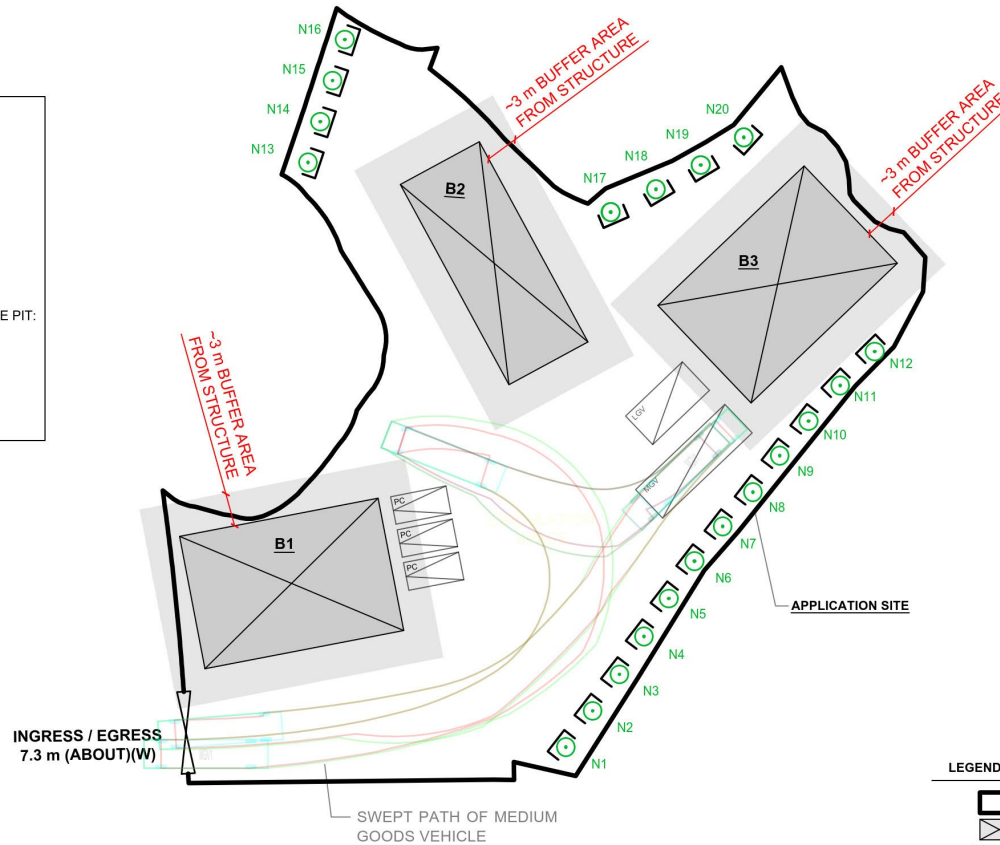 N16
N15
N14
N13
~3 m BUFFER AREA
FROM STRUCTURE
B2
N20
N19
N18
N17
~3 m BUFFER AREA
FROM STRUCTURE
B3
E PIT:
~3 m BUFFER AREA
FROM STRUCTURE
N12
N11
N10
N9
N8
N7
N6
N5
N4
N3
N2
N1
LGV
MGV
B1
PC
PC
PC
APPLICATION SITE
INGRESS / EGRESS
7.3 m (ABOUT)(W)
SWEPT PATH OF MEDIUM
GOODS VEHICLE
LEGEND